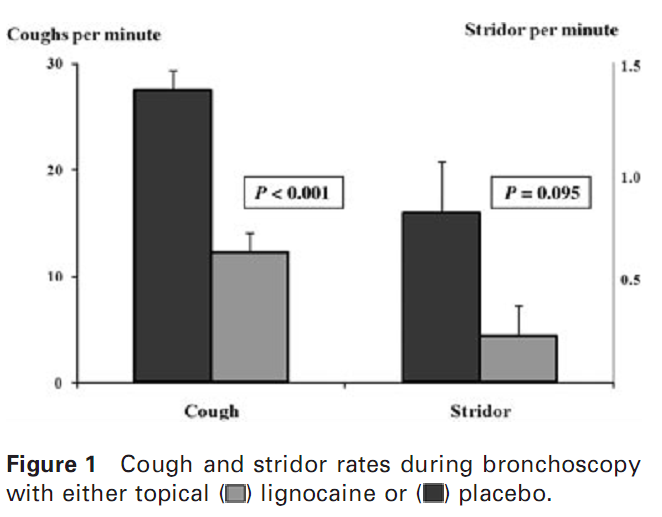 Coughs per minute
Stridor per minute
30
20
10
0
1.5
1.0
0.5
P < 0.001
P = 0.095
Cough
Stridor
Figure 1 Cough and stridor rates during bronchoscopy
with either topical () lignocaine or () placebo.